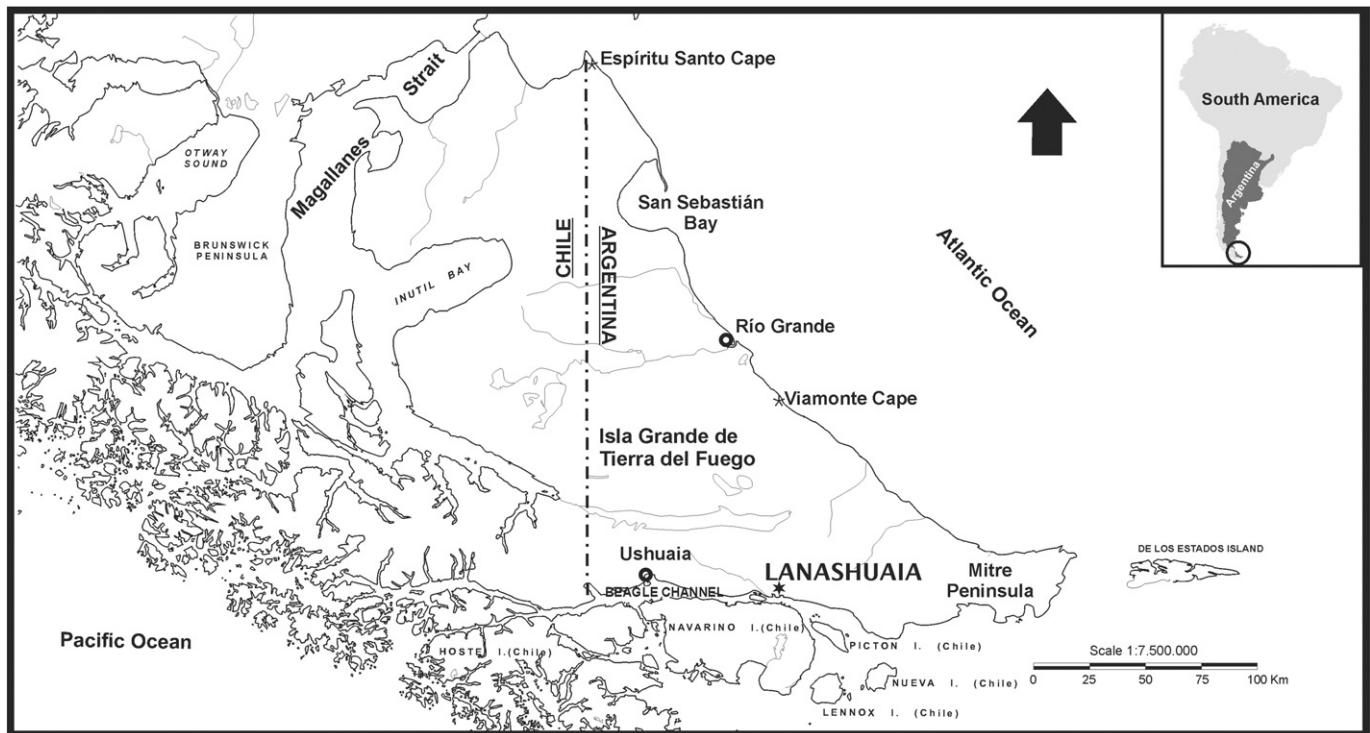 Espíritu Santo Cape
Strait
Magallanes
OTWAY
SOUND
BRUNSWICK
PENINSULA
INUTIL BAY
CHILE
ARGENTINA
San Sebastián
Bay
Atlantic Ocean
South America
Argentina
Río Grande
Viamonte Cape
Isla Grande de
Tierra del Fuego
Ushuaia
BEAGLE CHANNEL
LANASHUAIA
Mitre
Peninsula
DE LOS ESTADOS ISLAND
Pacific Ocean
HOSTE I.(Chile)
NAVARINO I.(Chile)
PICTON I. (Chile)
NUEVA I. (Chile)
LENNOX I. (Chile)
Scale 1:7.500.000
0 25 50 75 100 Km